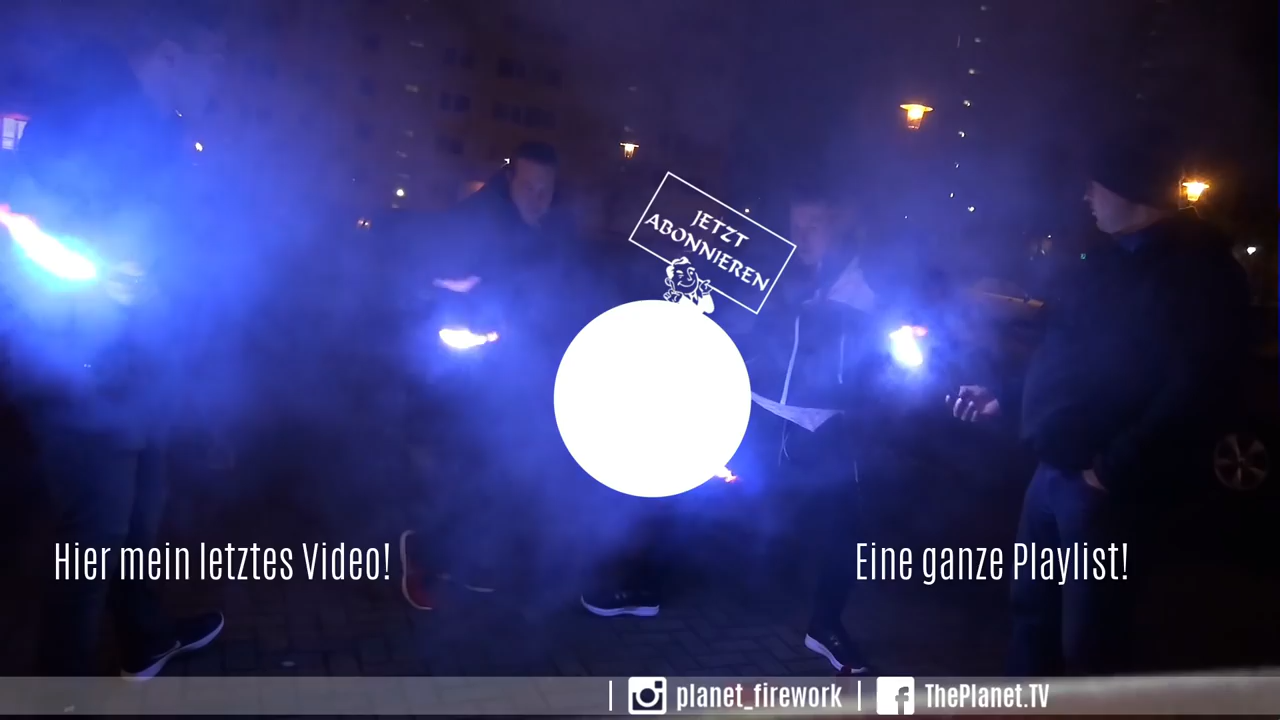 JETZT
ABONNIEREN
Hier mein letztes Video!
Eine ganze Playlist!
| planet_firework | ThePlanet.TV